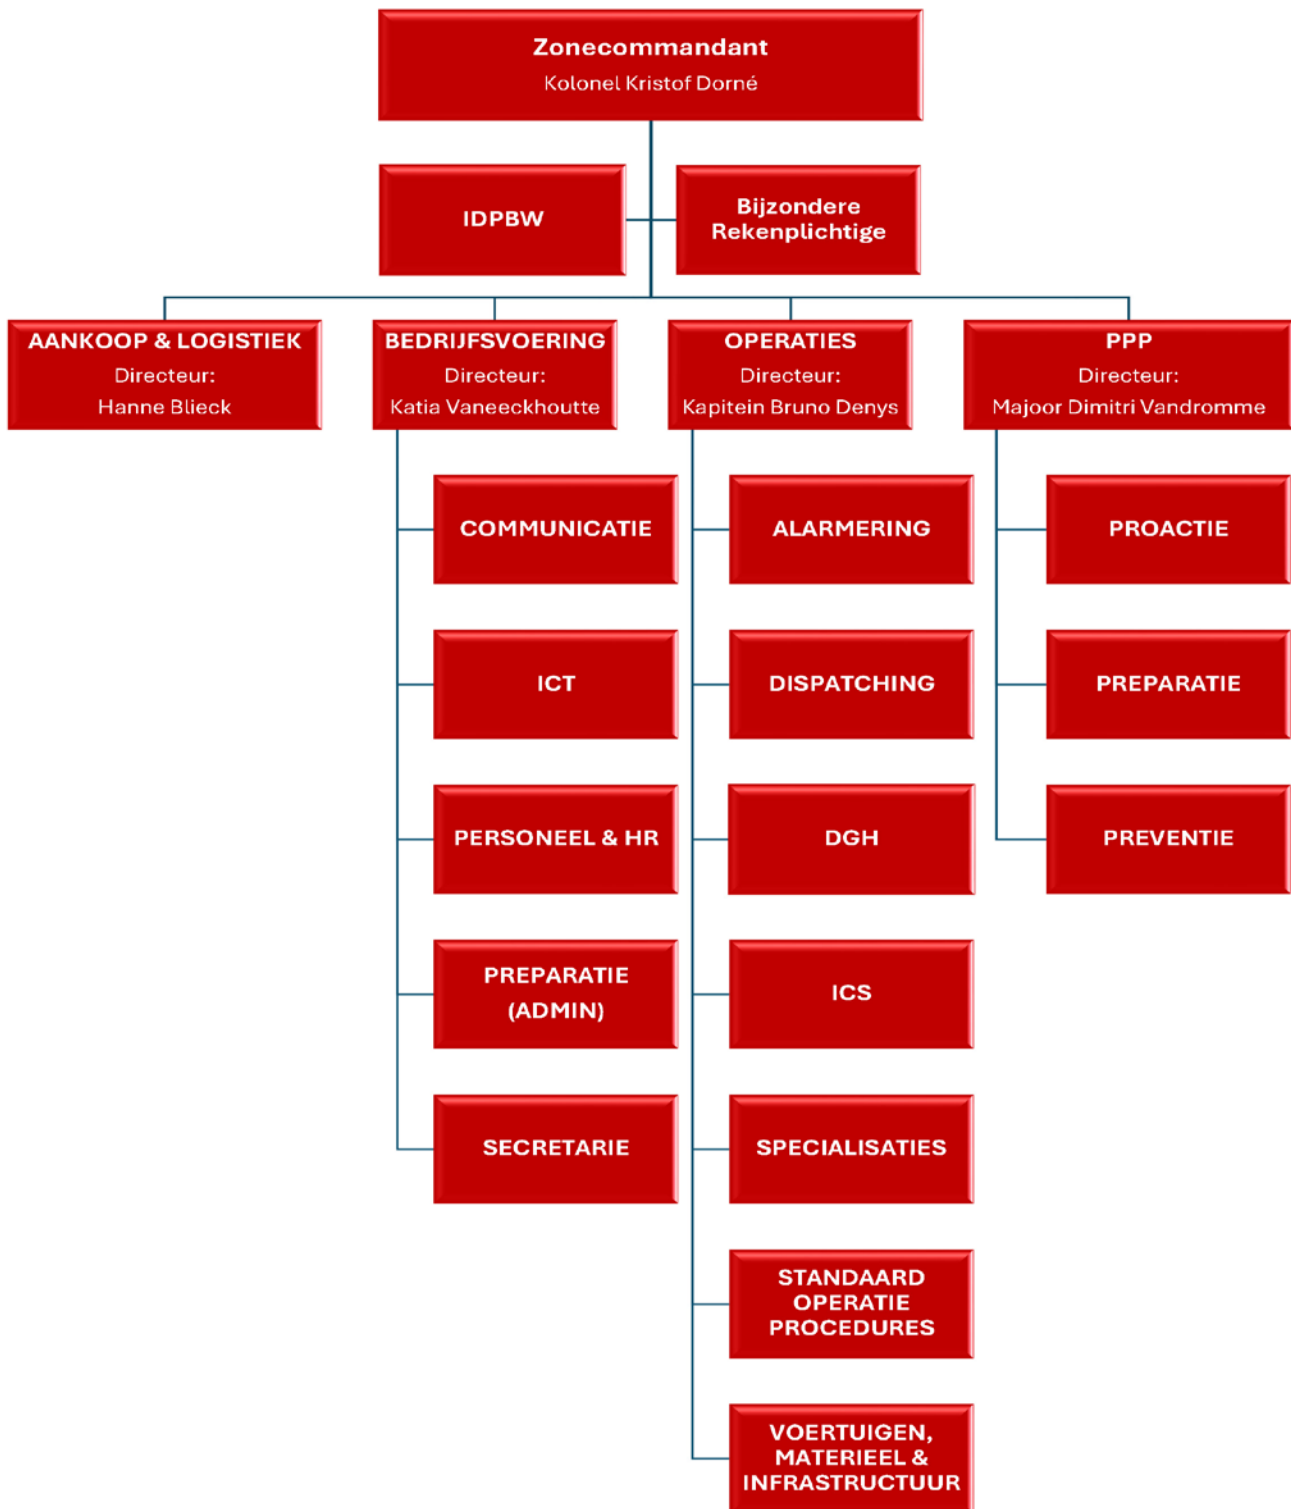 Zonecommandant
Kolonel Kristof Dorné
IDPBW
Bijzondere
Rekenplichtige
AANKOOP & LOGISTIEK
Directeur:
Hanne Blieck
BEDRIJFSVOERING
Directeur:
Katia Vaneeckhoutte
OPERATIES
Directeur:
Kapitein Bruno Denys
PPP
Directeur:
Majoor Dimitri Vandromme
COMMUNICATIE
ICT
PERSONEEL & HR
PREPARATIE
(ADMIN)
SECRETARIE
ALARMERING
DISPATCHING
DGH
ICS
SPECIALISATIES
STANDAARD
OPERATIE
PROCEDURES
VOERTUIGEN,
MATERIEEL &
INFRASTRUCTUUR
PROACTIE
PREPARATIE
PREVENTIE